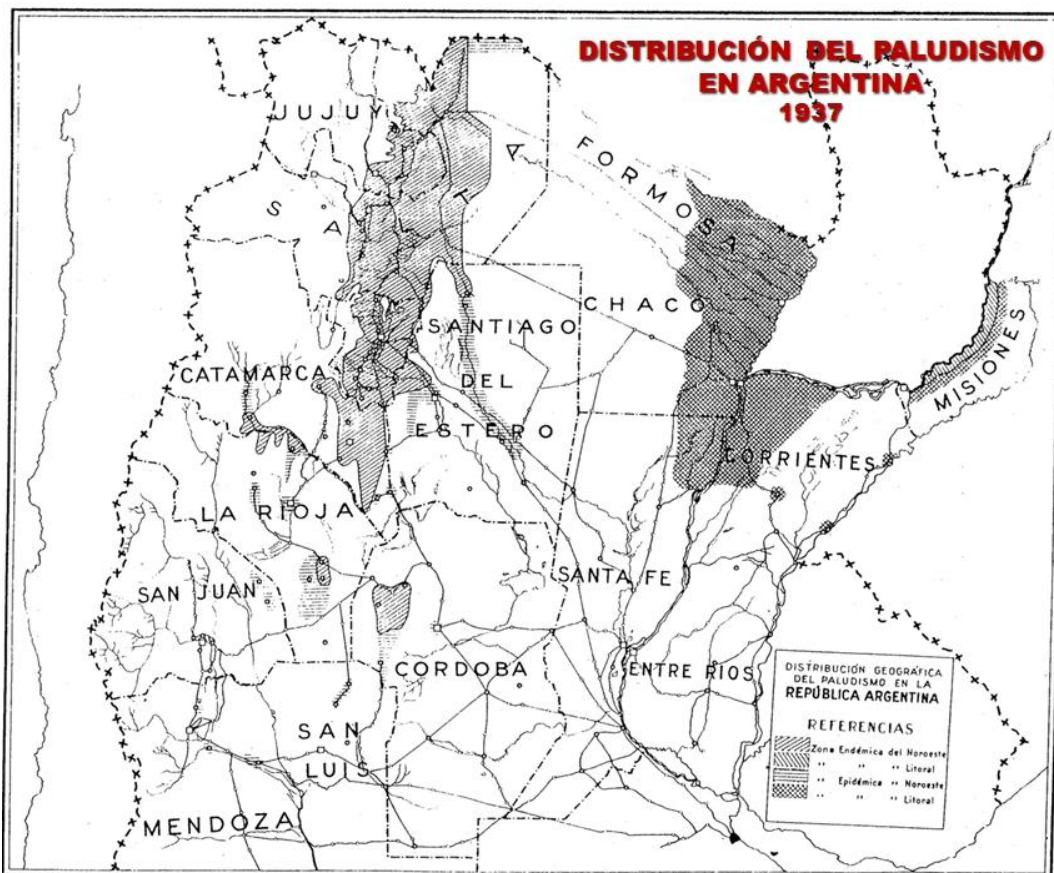 DISTRIBUCIÓN DEL PALUDISMO
EN ARGENTINA
1937
JUJUY
SALTA
FORMOSA
CHACO
SANTIAGO
DEL
ESTERO
CATAMARCA
MISIONES
CORRIENTES
LA RIOJA
SANTA FE
SAN JUAN
CORDOBA
ENTRE RIOS
SAN
LUIS
MENDOZA
DISTRIBUCIÓN GEOGRÁFICA
DEL PALUDISMO EN LA
REPÚBLICA ARGENTINA
REFERENCIAS
Zona Endémica del Noroeste
" " " Litoral
" Epidémica " Noroeste
" " " Litoral